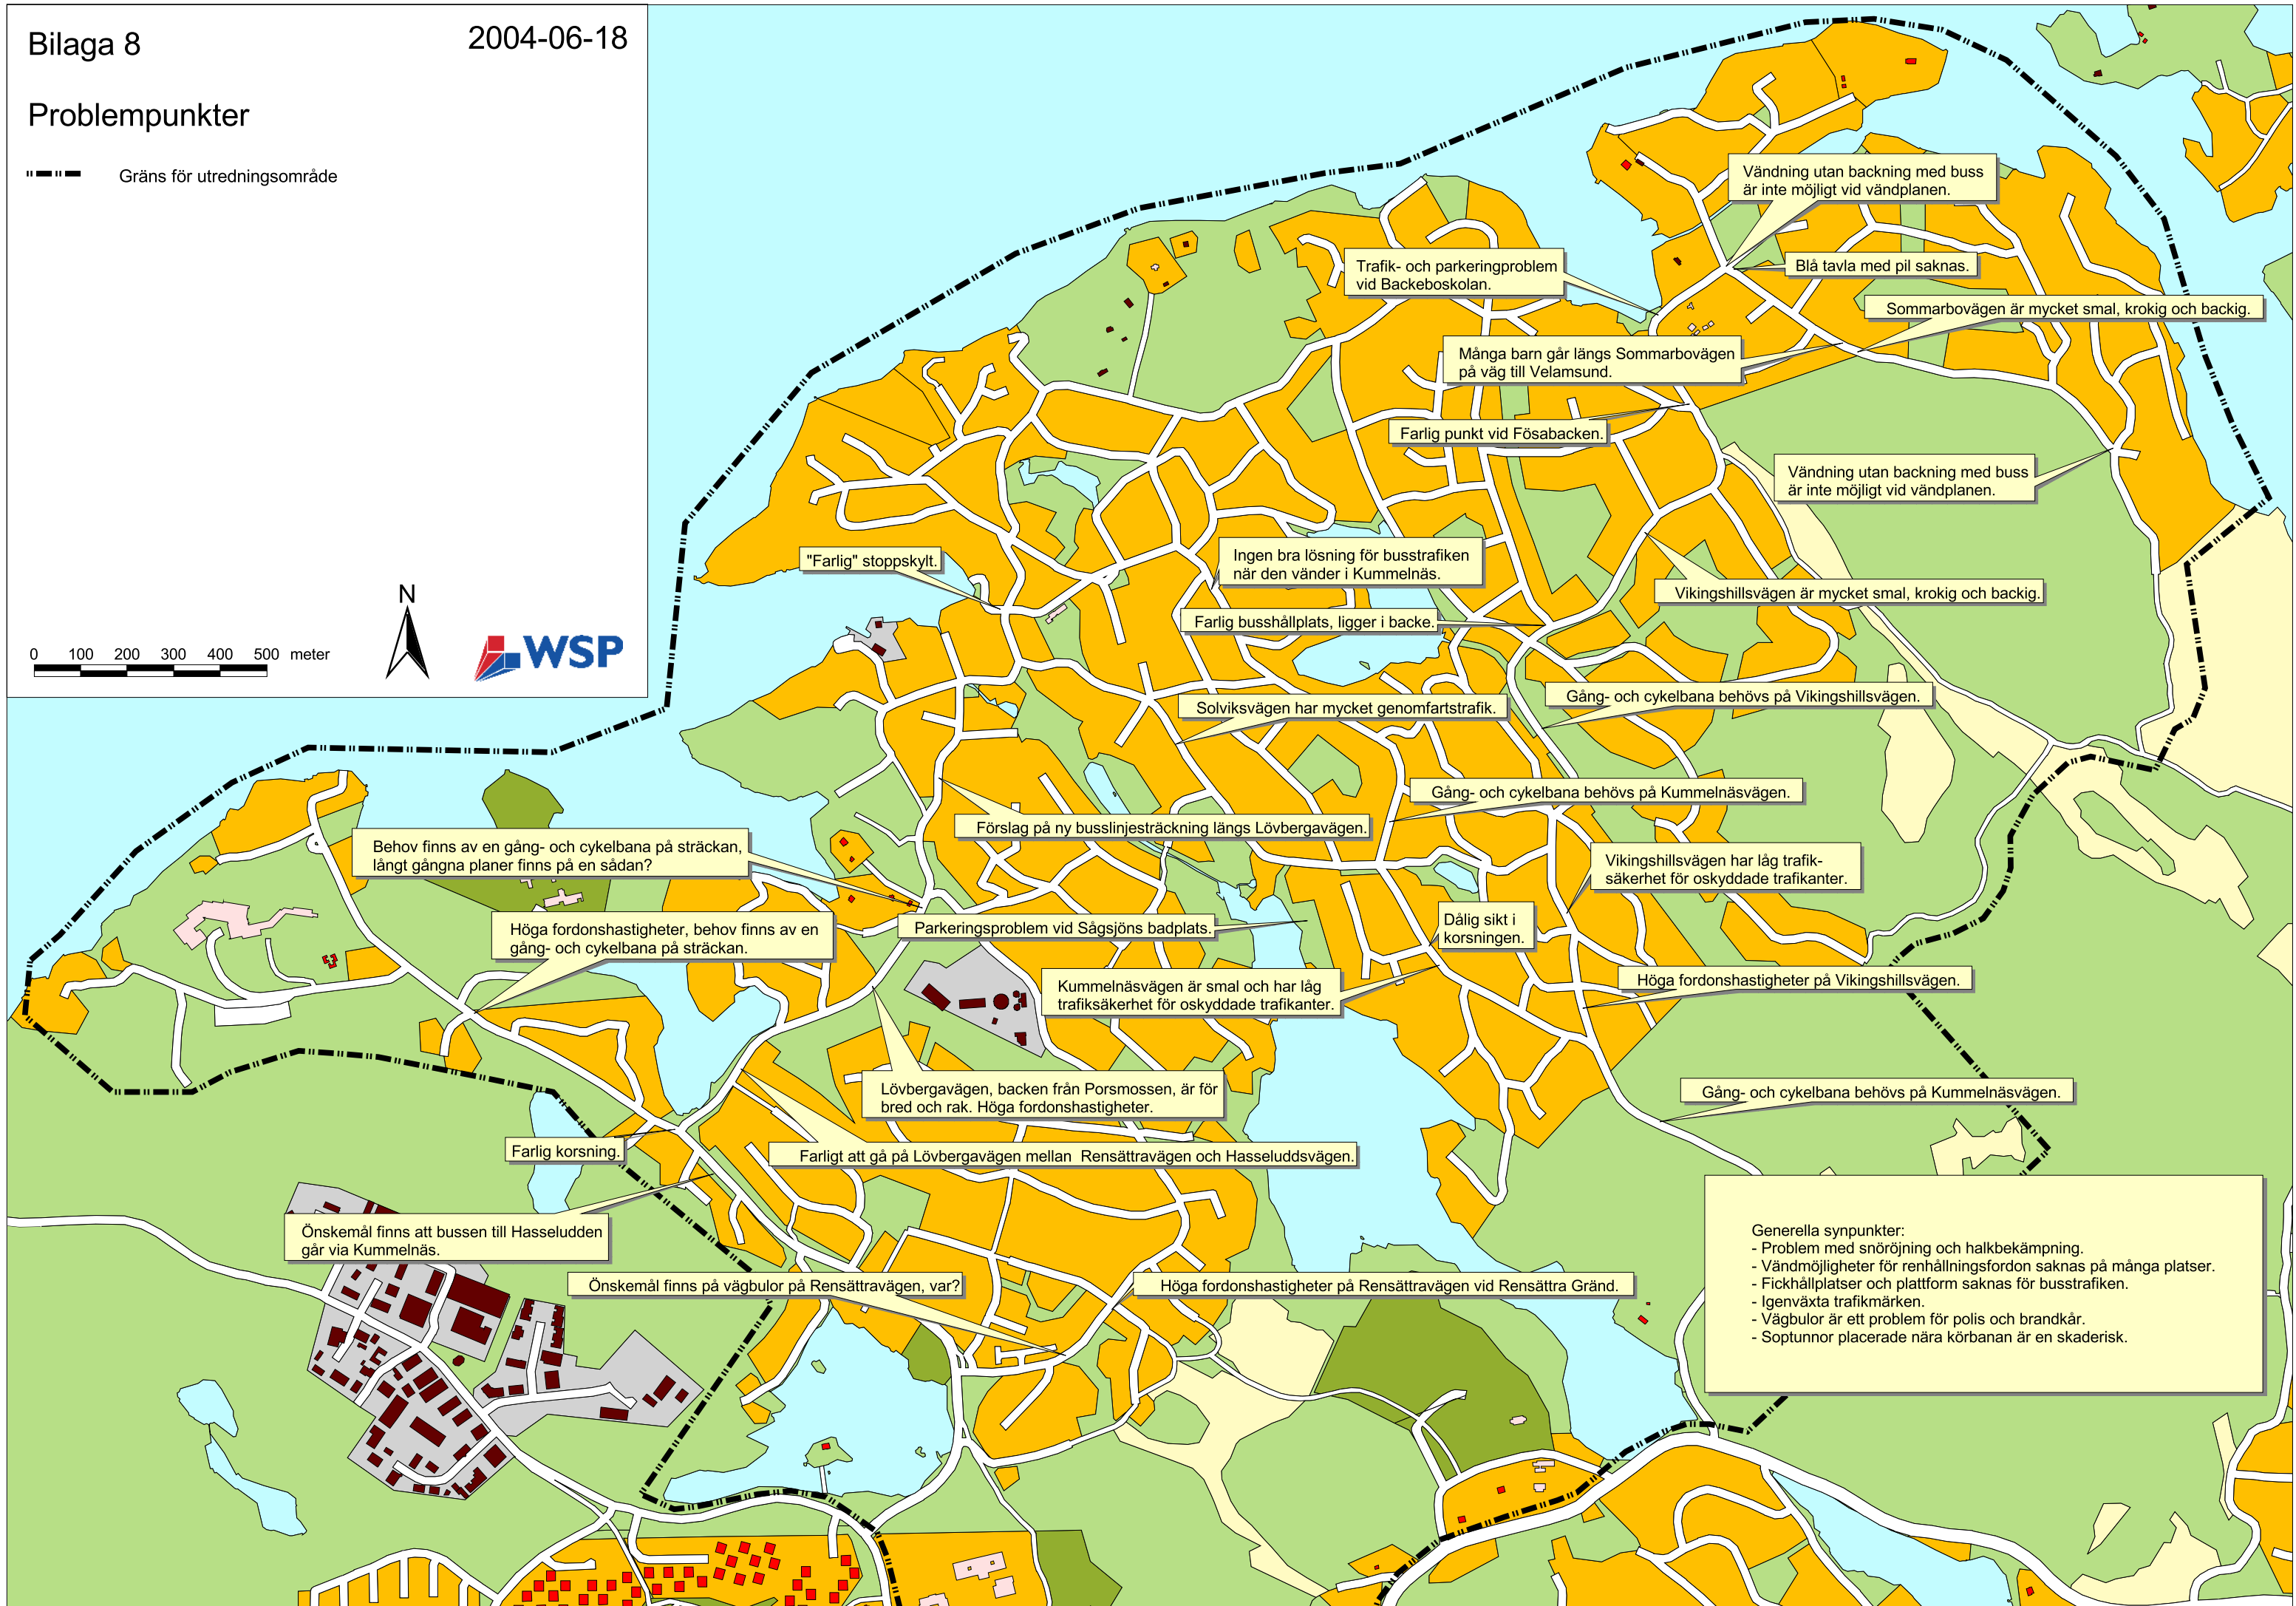 Bilaga 8
2004-06-18
Problempunkter
Gräns för utredningsområde
N
0 100 200 300 400 500 meter
WSP
Vändning utan backning med buss
är inte möjligt vid vändplanen.
Trafik- och parkeringproblem
vid Backeboskolan.
Blå tavla med pil saknas.
Sommarbovägen är mycket smal, krokig och backig.
Många barn går längs Sommarbovägen
på väg till Velamsund.
Farlig punkt vid Fösabacken.
Vändning utan backning med buss
är inte möjligt vid vändplanen.
"Farlig" stoppskylt.
Ingen bra lösning för busstrafiken
när den vänder i Kummelnäs.
Vikingshillsvägen är mycket smal, krokig och backig.
Farlig busshållplats, ligger i backe.
Gång- och cykelbana behövs på Vikingshillsvägen.
Solviksvägen har mycket genomfartstrafik.
Gång- och cykelbana behövs på Kummelnäsvägen.
Förslag på ny busslinjesträckning längs Lövbergavägen.
Behov finns av en gång- och cykelbana på sträckan,
långt gångna planer finns på en sådan?
Vikingshillsvägen har låg trafik-
säkerhet för oskyddade trafikanter.
Höga fordonshastigheter, behov finns av en
gång- och cykelbana på sträckan.
Parkeringsproblem vid Sågsjöns badplats.
Dålig sikt i
korsningen.
Kummelnäsvägen är smal och har låg
trafiksäkerhet för oskyddade trafikanter.
Höga fordonshastigheter på Vikingshillsvägen.
Lövbergavägen, backen från Porsmossen, är för
bred och rak. Höga fordonshastigheter.
Gång- och cykelbana behövs på Kummelnäsvägen.
Farlig korsning.
Farligt att gå på Lövbergavägen mellan  Rensättravägen och Hasseluddsvägen.
Önskemål finns att bussen till Hasseludden
går via Kummelnäs.
Önskemål finns på vägbulor på Rensättravägen, var?
Höga fordonshastigheter på Rensättravägen vid Rensättra Gränd.
Generella synpunkter:
- Problem med snöröjning och halkbekämpning.
- Vändmöjligheter för renhållningsfordon saknas på många platser.
- Fickhållplatser och plattform saknas för busstrafiken.
- Igenväxta trafikmärken.
- Vägbulor är ett problem för polis och brandkår.
- Soptunnor placerade nära körbanan är en skaderisk.